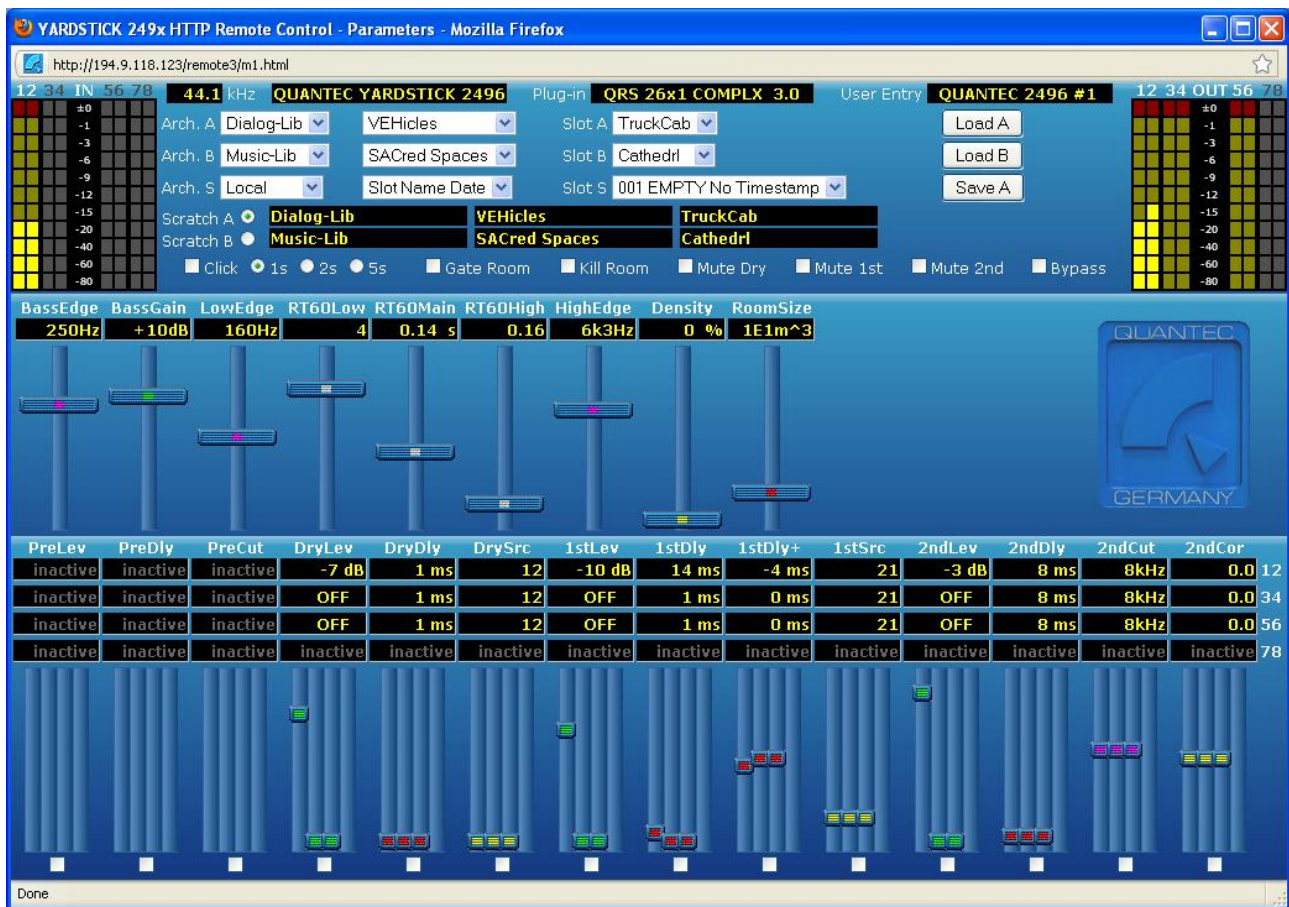 YARDSTICK 249x HTTP Remote Control - Parameters - Mozilla Firefox
http://194.9.118.123/remote3/m1.html
12 34 IN 56 78 44.1 kHz QUANTEC YARDSTICK 2496 Plug-in QRS 26x1 COMPLX 3.0 User Entry QUANTEC 2496 #1 12 34 OUT 56 78
±0 ±0
-1 Arch. A Dialog-Lib VEHicles Slot A TruckCab Load A -1
-3 -3
-6 Arch. B Music-Lib SACred Spaces Slot B Cathedrl Load B -6
-9 -9
-12 Arch. S Local Slot Name Date Slot S 001 EMPTY No Timestamp Save A -12
-15 Scratch A Dialog-Lib VEHicles TruckCab -15
-20 Scratch B Music-Lib SACred Spaces Cathedrl -20
-40 -40
-60 Click 1s 2s 5s Gate Room Kill Room Mute Dry Mute 1st Mute 2nd Bypass -60
-80 -80
BassEdge BassGain LowEdge RT60Low RT60Main RT60High HighEdge Density RoomSize
250Hz +10dB 160Hz 4 0.14 s 0.16 6k3Hz 0 % 1E1m^3
QUANTEC
GERMANY
PreLev PreDly PreCut DryLev DryDly DrySrc 1stLev 1stDly 1stDly+ 1stSrc 2ndLev 2ndDly 2ndCut 2ndCor
inactive inactive inactive -7 dB 1 ms 12 -10 dB 14 ms -4 ms 21 -3 dB 8 ms 8kHz 0.0 12
inactive inactive inactive OFF 1 ms 12 OFF 1 ms 0 ms 21 OFF 8 ms 8kHz 0.0 34
inactive inactive inactive OFF 1 ms 12 OFF 1 ms 0 ms 21 OFF 8 ms 8kHz 0.0 56
inactive inactive inactive inactive inactive inactive inactive inactive inactive inactive inactive inactive inactive inactive 78
Done